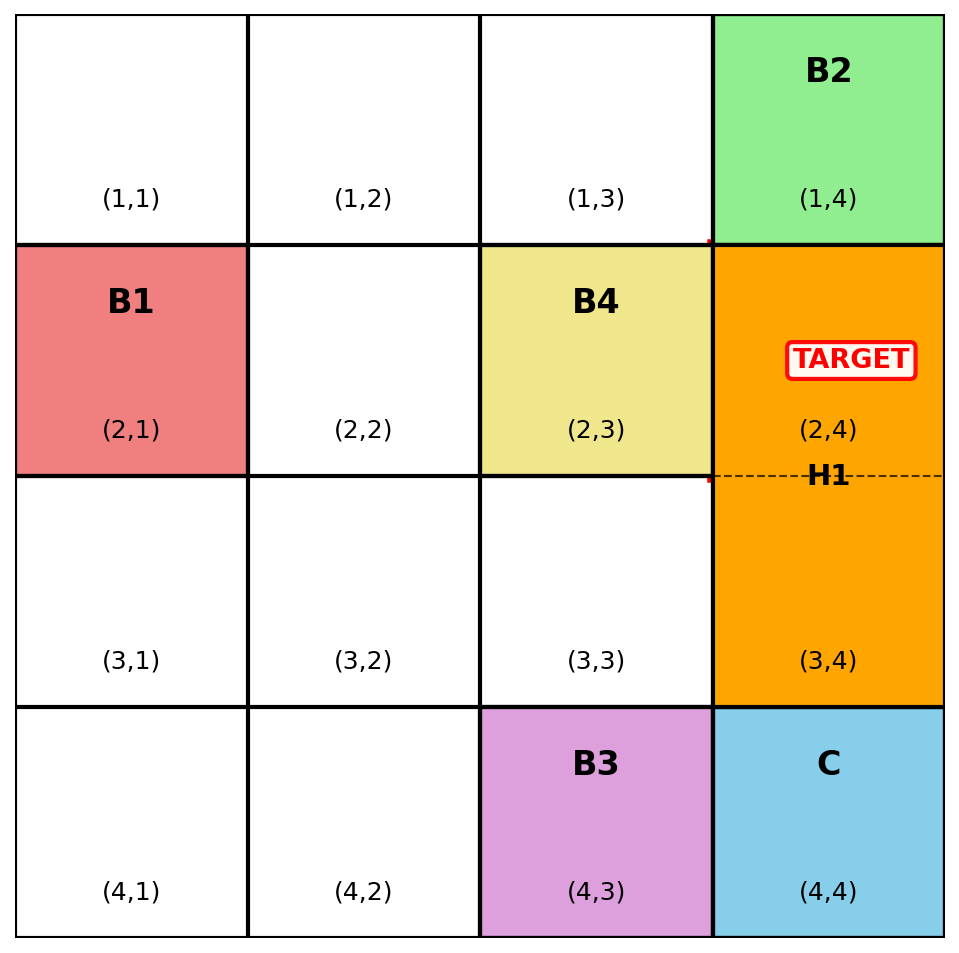 B2
(1,1) (1,2) (1,3) (1,4)
B1 B4
TARGET
(2,1) (2,2) (2,3) (2,4)
H1
(3,1) (3,2) (3,3) (3,4)
B3 C
(4,1) (4,2) (4,3) (4,4)